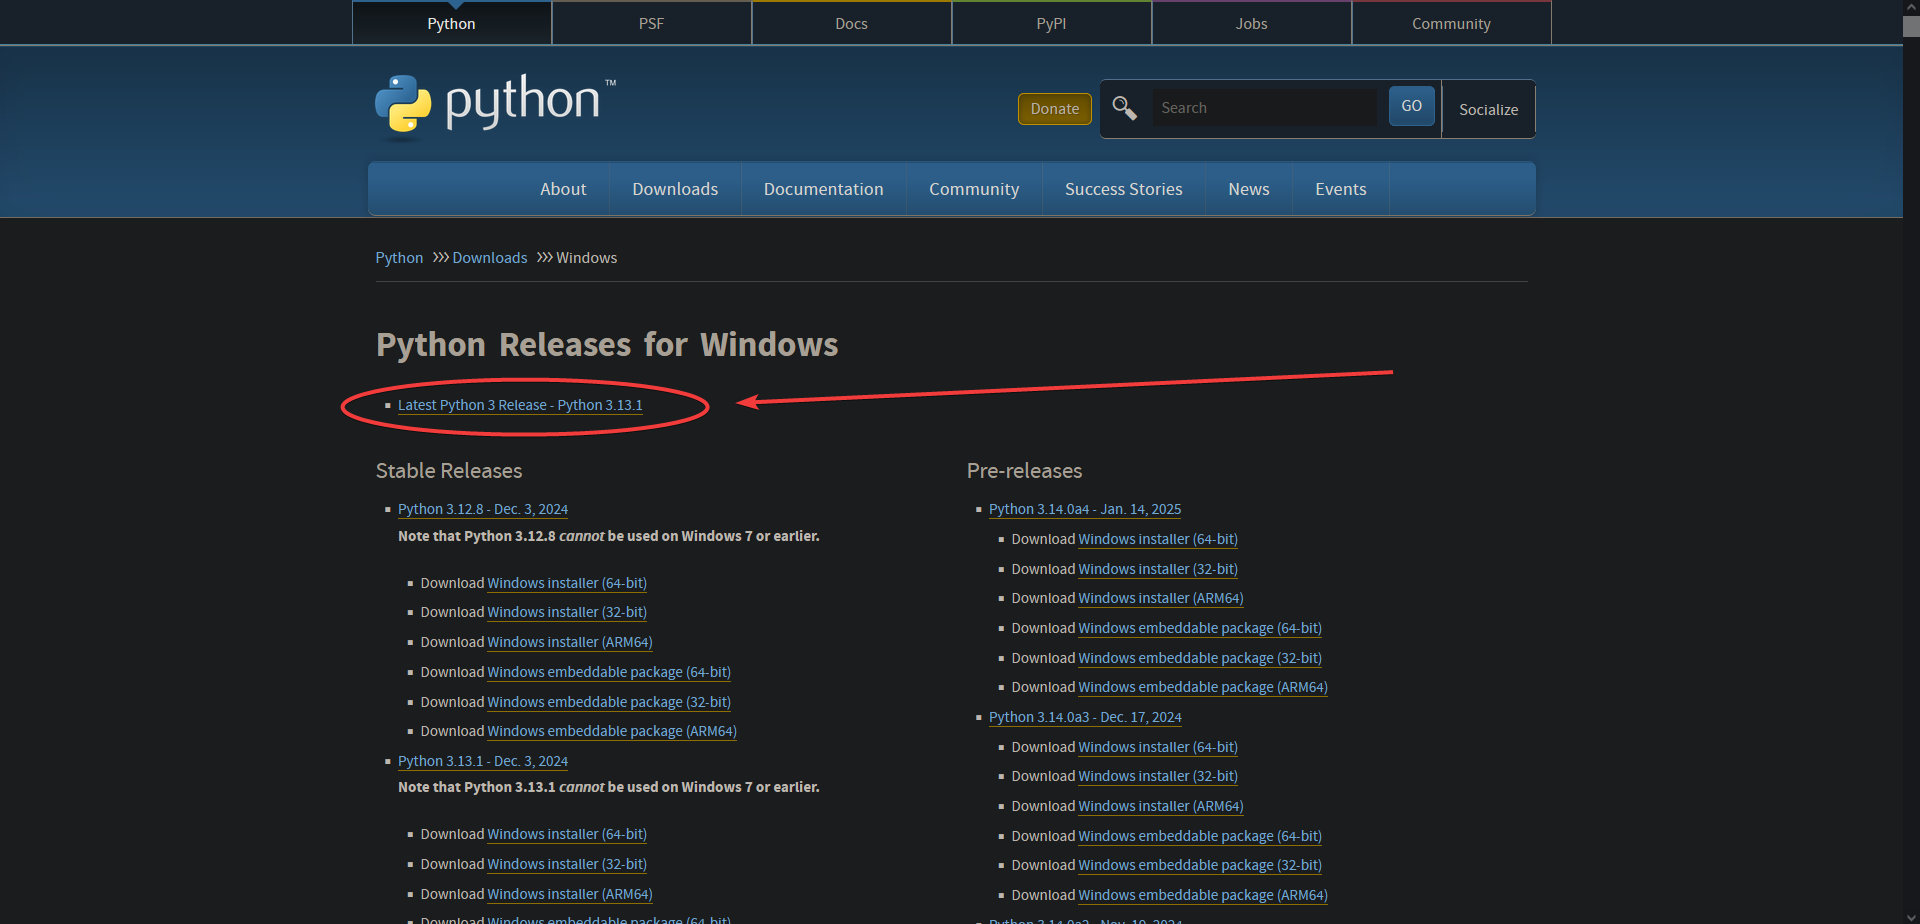 Python PSF Docs PyPI Jobs Community
python™
Donate Search GO Socialize
About Downloads Documentation Community Success Stories News Events
Python >>> Downloads >>> Windows
Python Releases for Windows
Latest Python 3 Release - Python 3.13.1
Stable Releases
Python 3.12.8 - Dec. 3, 2024
Note that Python 3.12.8 cannot be used on Windows 7 or earlier.
Download Windows installer (64-bit)
Download Windows installer (32-bit)
Download Windows installer (ARM64)
Download Windows embeddable package (64-bit)
Download Windows embeddable package (32-bit)
Download Windows embeddable package (ARM64)
Python 3.13.1 - Dec. 3, 2024
Note that Python 3.13.1 cannot be used on Windows 7 or earlier.
Download Windows installer (64-bit)
Download Windows installer (32-bit)
Download Windows installer (ARM64)
Download Windows embeddable package (64-bit)
Pre-releases
Python 3.14.0a4 - Jan. 14, 2025
Download Windows installer (64-bit)
Download Windows installer (32-bit)
Download Windows installer (ARM64)
Download Windows embeddable package (64-bit)
Download Windows embeddable package (32-bit)
Download Windows embeddable package (ARM64)
Python 3.14.0a3 - Dec. 17, 2024
Download Windows installer (64-bit)
Download Windows installer (32-bit)
Download Windows installer (ARM64)
Download Windows embeddable package (64-bit)
Download Windows embeddable package (32-bit)
Download Windows embeddable package (ARM64)
Python 3.14.0a2 - Nov. 19, 2024